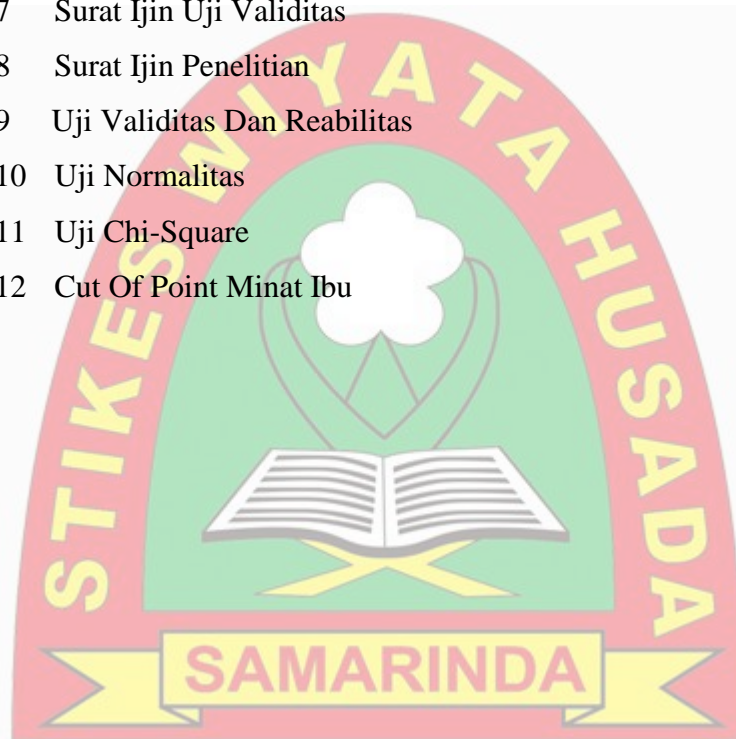 7 Surat Ijin Uji Validitas
8 Surat Ijin Penelitian
9 Uji Validitas Dan Reabilitas
10 Uji Normalitas
11 Uji Chi-Square
12 Cut Of Point Minat Ibu
STIKES WIYATA HUSADA
SAMARINDA